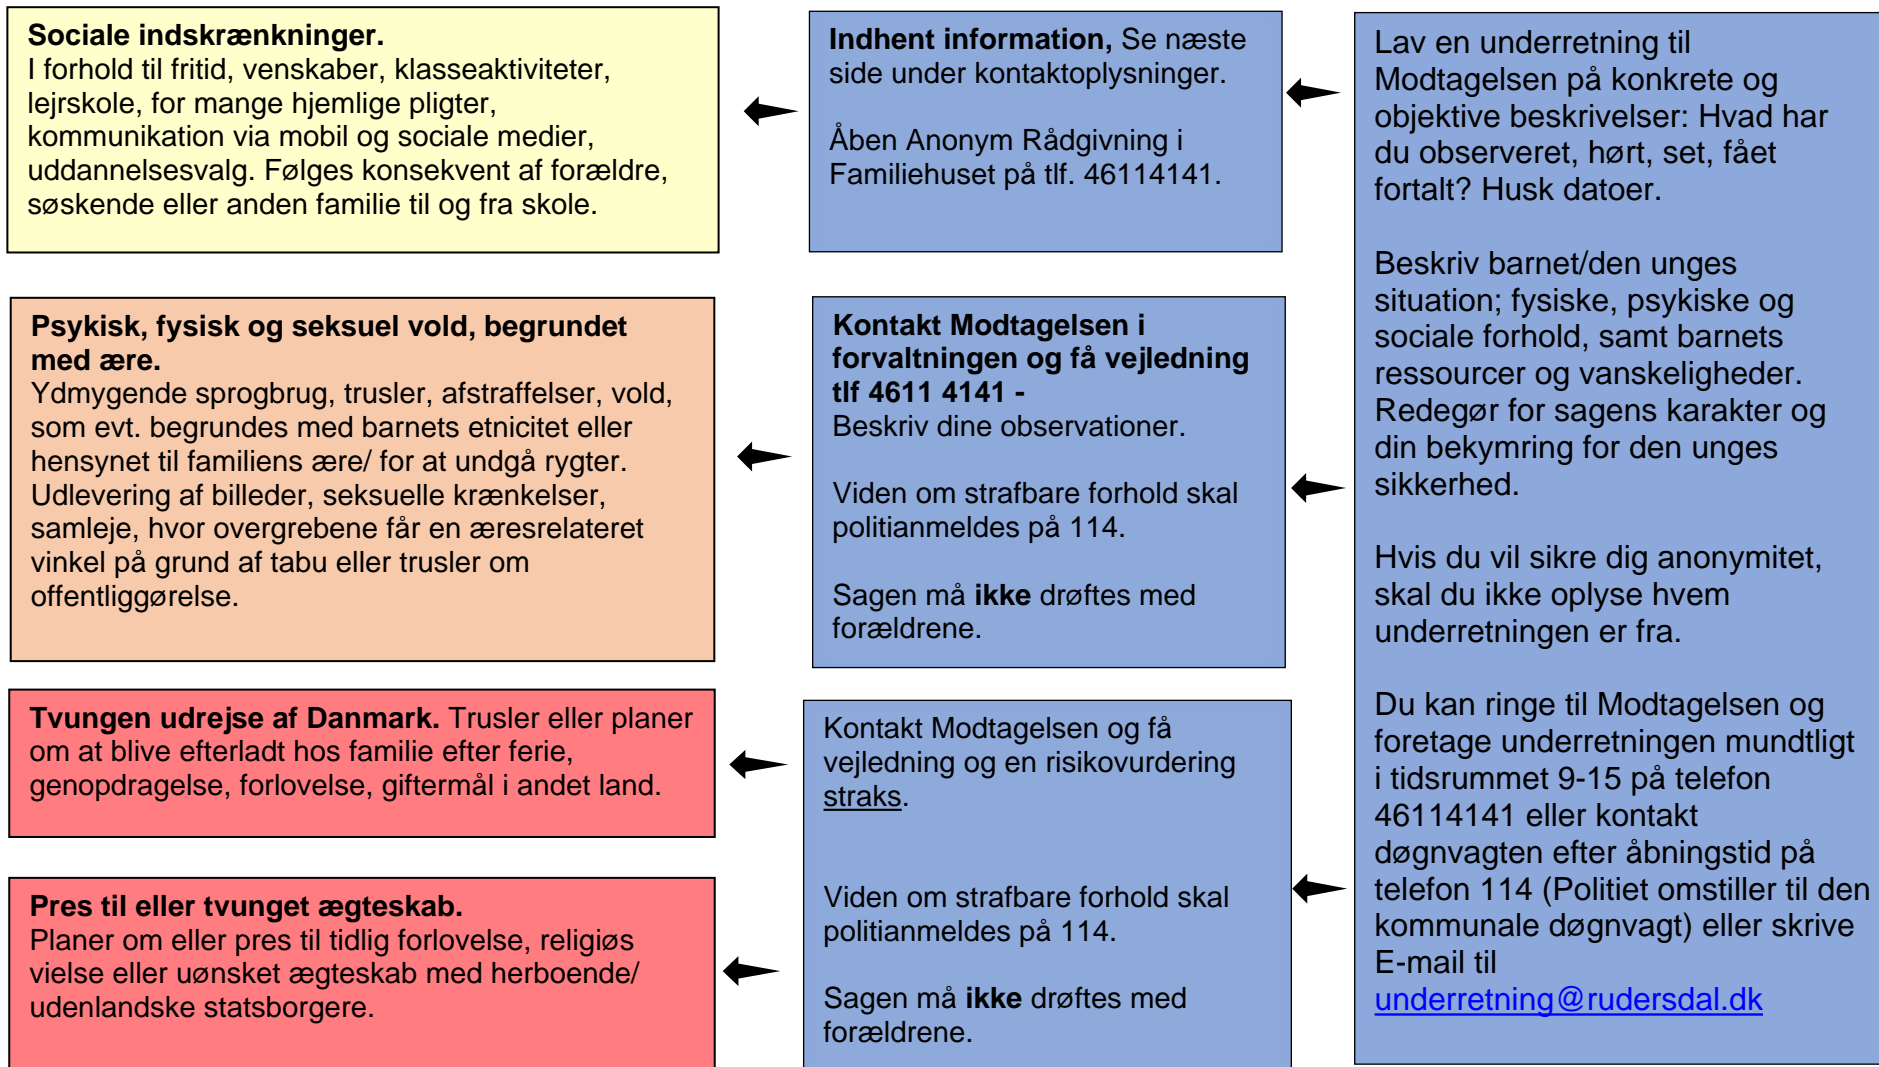 Sociale indskrænkninger.
I forhold til fritid, venskaber, klasseaktiviteter,
lejrskole, for mange hjemlige pligter,
kommunikation via mobil og sociale medier,
uddannelsesvalg. Følges konsekvent af forældre,
søskende eller anden familie til og fra skole.
Indhent information, Se næste
side under kontaktoplysninger.
Åben Anonym Rådgivning i
Familiehuset på tlf. 46114141.
Psykisk, fysisk og seksuel vold, begrundet
med ære.
Ydmygende sprogbrug, trusler, afstraffelser, vold,
som evt. begrundes med barnets etnicitet eller
hensynet til familiens ære/ for at undgå rygter.
Udlevering af billeder, seksuelle krænkelser,
samleje, hvor overgrebene får en æresrelateret
vinkel på grund af tabu eller trusler om
offentliggørelse.
Kontakt Modtagelsen i
forvaltningen og få vejledning
tlf 4611 4141 -
Beskriv dine observationer.
Viden om strafbare forhold skal
politianmeldes på 114.
Sagen må ikke drøftes med
forældrene.
Tvungen udrejse af Danmark. Trusler eller planer
om at blive efterladt hos familie efter ferie,
genopdragelse, forlovelse, giftermål i andet land.
Pres til eller tvunget ægteskab.
Planer om eller pres til tidlig forlovelse, religiøs
vielse eller uønsket ægteskab med herboende/
udenlandske statsborgere.
Kontakt Modtagelsen og få
vejledning og en risikovurdering
straks.
Viden om strafbare forhold skal
politianmeldes på 114.
Sagen må ikke drøftes med
forældrene.
Lav en underretning til
Modtagelsen på konkrete og
objektive beskrivelser: Hvad har
du observeret, hørt, set, fået
fortalt? Husk datoer.
Beskriv barnet/den unges
situation; fysiske, psykiske og
sociale forhold, samt barnets
ressourcer og vanskeligheder.
Redegør for sagens karakter og
din bekymring for den unges
sikkerhed.
Hvis du vil sikre dig anonymitet,
skal du ikke oplyse hvem
underretningen er fra.
Du kan ringe til Modtagelsen og
foretage underretningen mundtligt
i tidsrummet 9-15 på telefon
46114141 eller kontakt
døgnvagten efter åbningstid på
telefon 114 (Politiet omstiller til den
kommunale døgnvagt) eller skrive
E-mail til
underretning@rudersdal.dk